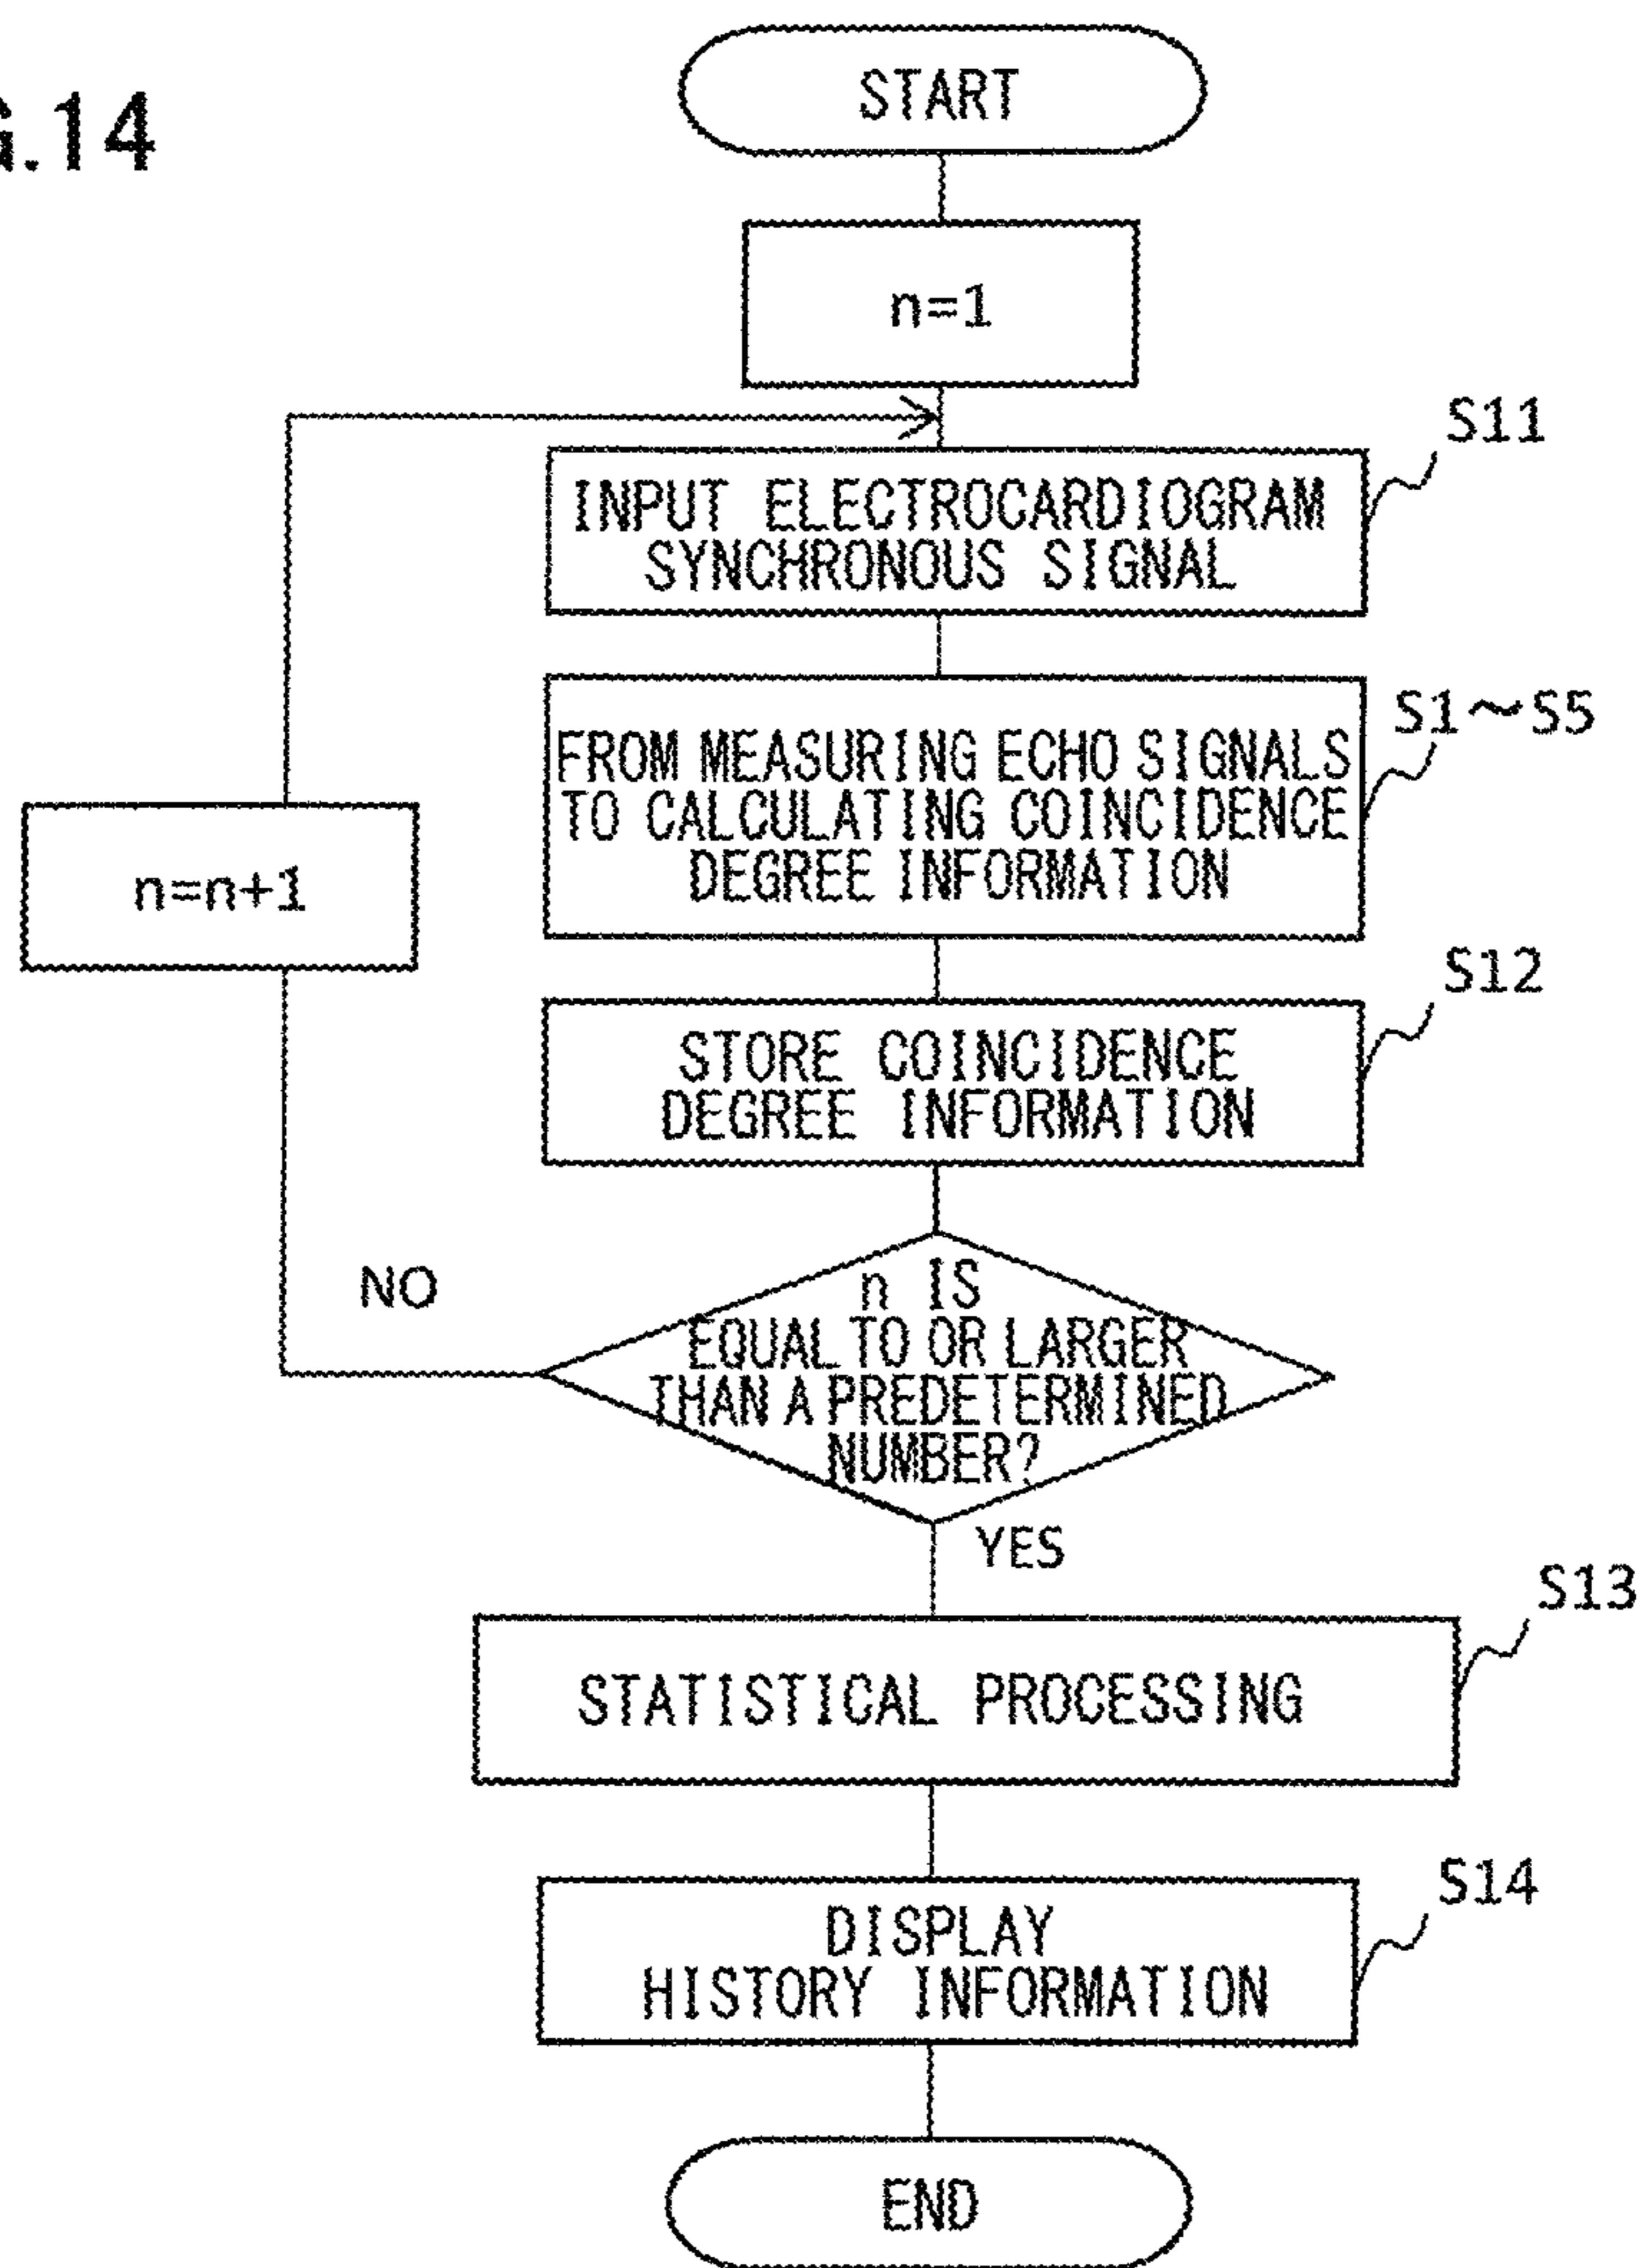 G.14
START
n=1
S11
INPUT ELECTROCARDIOGRAM
SYNCHRONOUS SIGNAL
S1～S5
FROM MEASURING ECHO SIGNALS
TO CALCULATING COINCIDENCE
DEGREE INFORMATION
n=n+1
S12
STORE COINCIDENCE
DEGREE INFORMATION
NO
n IS
EQUAL TO OR LARGER
THAN A PREDETERMINED
NUMBER?
YES
S13
STATISTICAL PROCESSING
S14
DISPLAY
HISTORY INFORMATION
END